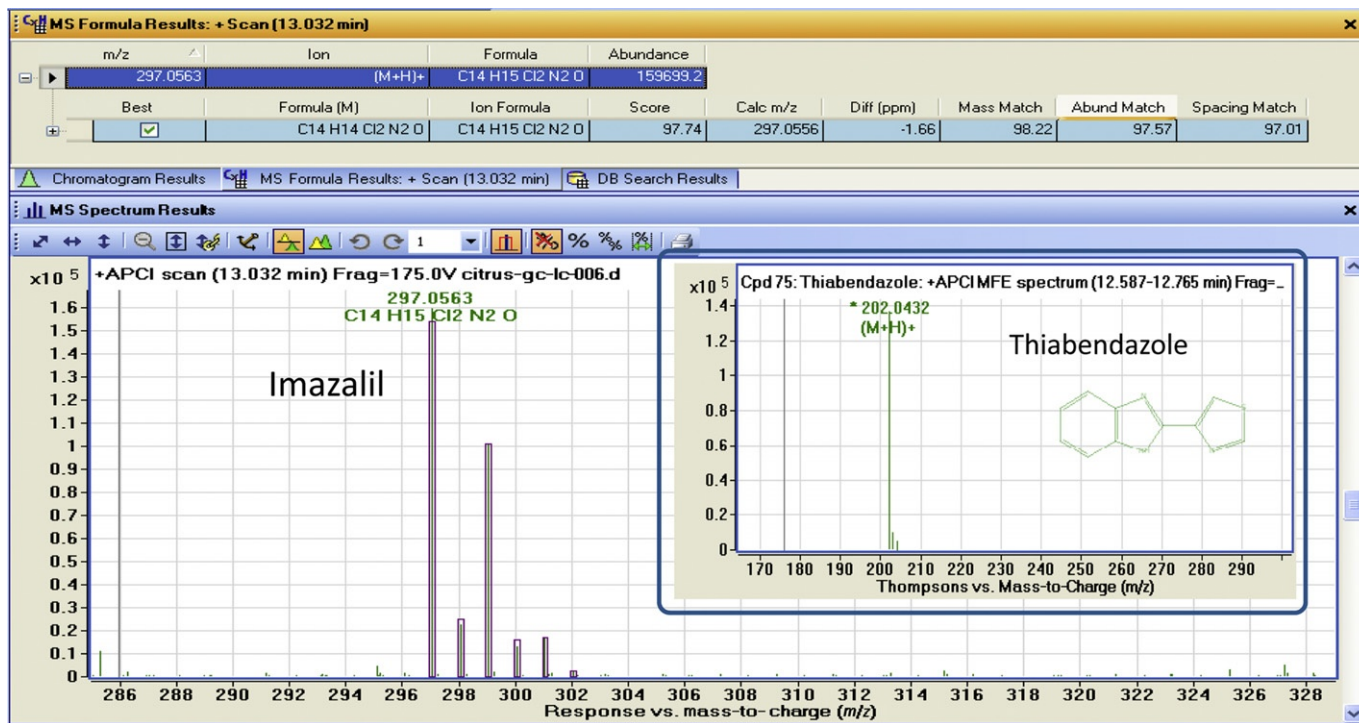 MS Formula Results: + Scan (13.032 min)
m/z Ion Formula Abundance
297.0563 (M+H)+ C14 H15 Cl2 N2 O 159699.2
Best Formula (M) Ion Formula Score Calc m/z Diff (ppm) Mass Match Abund Match Spacing Match
C14 H14 Cl2 N2 O C14 H15 Cl2 N2 O 97.74 297.0556 -1.66 98.22 97.57 97.01
Chromatogram Results MS Formula Results: + Scan (13.032 min) DB Search Results
MS Spectrum Results
1
x10 5 +APCI scan (13.032 min) Frag=175.0V citrus-gc-lc-006.d
297.0563
C14 H15 Cl2 N2 O
Imazalil
1.6
1.5
1.4
1.3
1.2
1.1
1
0.9
0.8
0.7
0.6
0.5
0.4
0.3
0.2
0.1
0
286 288 290 292 294 296 298 300 302 304 306 308 310 312 314 316 318 320 322 324 326 328
Response vs. mass-to-charge (m/z)
x10 5 Cpd 75: Thiabendazole: +APCI MFE spectrum (12.587-12.765 min) Frag=...
* 202.0432
(M+H)+
Thiabendazole
1.4
1.2
1
0.8
0.6
0.4
0.2
0
170 180 190 200 210 220 230 240 250 260 270 280 290
Thompsons vs. Mass-to-Charge (m/z)